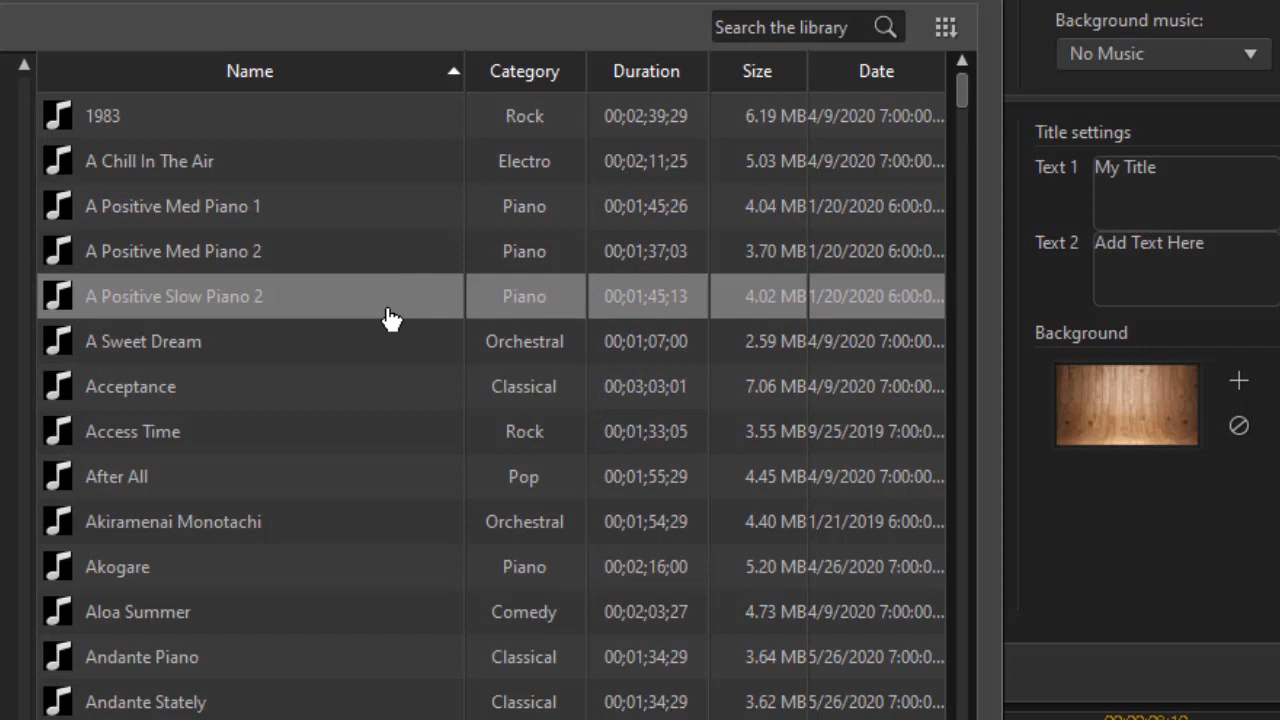 Search the library
Background music:
No Music
Name Category Duration Size Date
1983 Rock 00;02;39;29 6.19 MB 4/9/2020 7:00:00...
A Chill In The Air Electro 00;02;11;25 5.03 MB 4/9/2020 7:00:00...
A Positive Med Piano 1 Piano 00;01;45;26 4.04 MB 1/20/2020 6:00:0...
A Positive Med Piano 2 Piano 00;01;37;03 3.70 MB 1/20/2020 6:00:0...
A Positive Slow Piano 2 Piano 00;01;45;13 4.02 MB 1/20/2020 6:00:0...
A Sweet Dream Orchestral 00;01;07;00 2.59 MB 4/9/2020 7:00:00...
Acceptance Classical 00;03;03;01 7.06 MB 4/9/2020 7:00:00...
Access Time Rock 00;01;33;05 3.55 MB 9/25/2019 7:00:0...
After All Pop 00;01;55;29 4.45 MB 4/9/2020 7:00:00...
Akiramenai Monotachi Orchestral 00;01;54;29 4.40 MB 1/21/2019 6:00:0...
Akogare Piano 00;02;16;00 5.20 MB 4/26/2020 7:00:0...
Aloa Summer Comedy 00;02;03;27 4.73 MB 4/9/2020 7:00:00...
Andante Piano Classical 00;01;34;29 3.64 MB 5/26/2020 7:00:0...
Andante Stately Classical 00;01;34;29 3.62 MB 5/26/2020 7:00:0...
Title settings
Text 1 My Title
Text 2 Add Text Here
Background